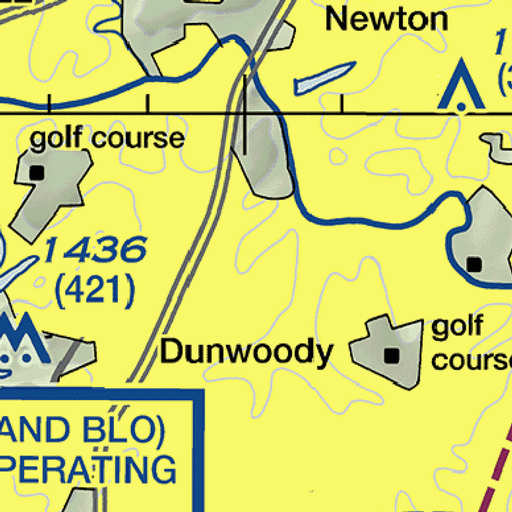 Newton
golf course
1436
(421)
Dunwoody
golf
course
AND BLO)
PERATING